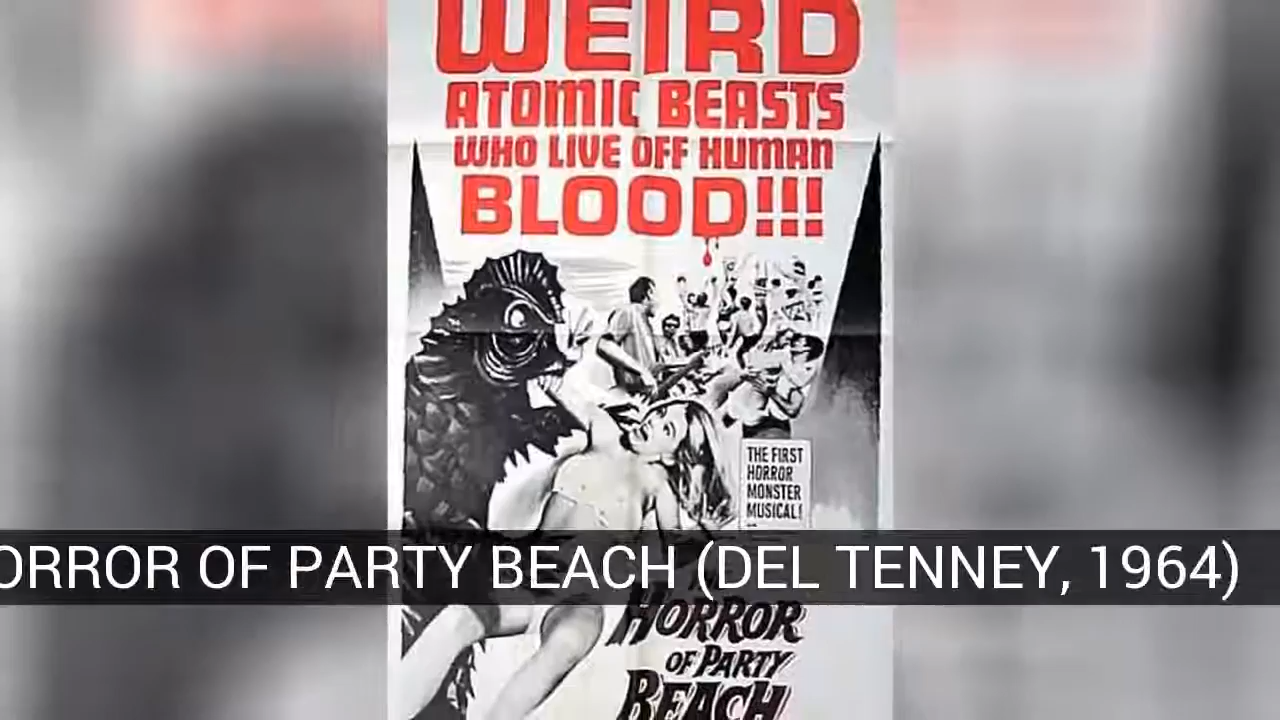 WEIRD
ATOMIC BEASTS
WHO LIVE OFF HUMAN
BLOOD!!!
THE FIRST
HORROR
MONSTER
MUSICAL!
ORROR OF PARTY BEACH (DEL TENNEY, 1964)
HORROR
OF PARTY
BEACH